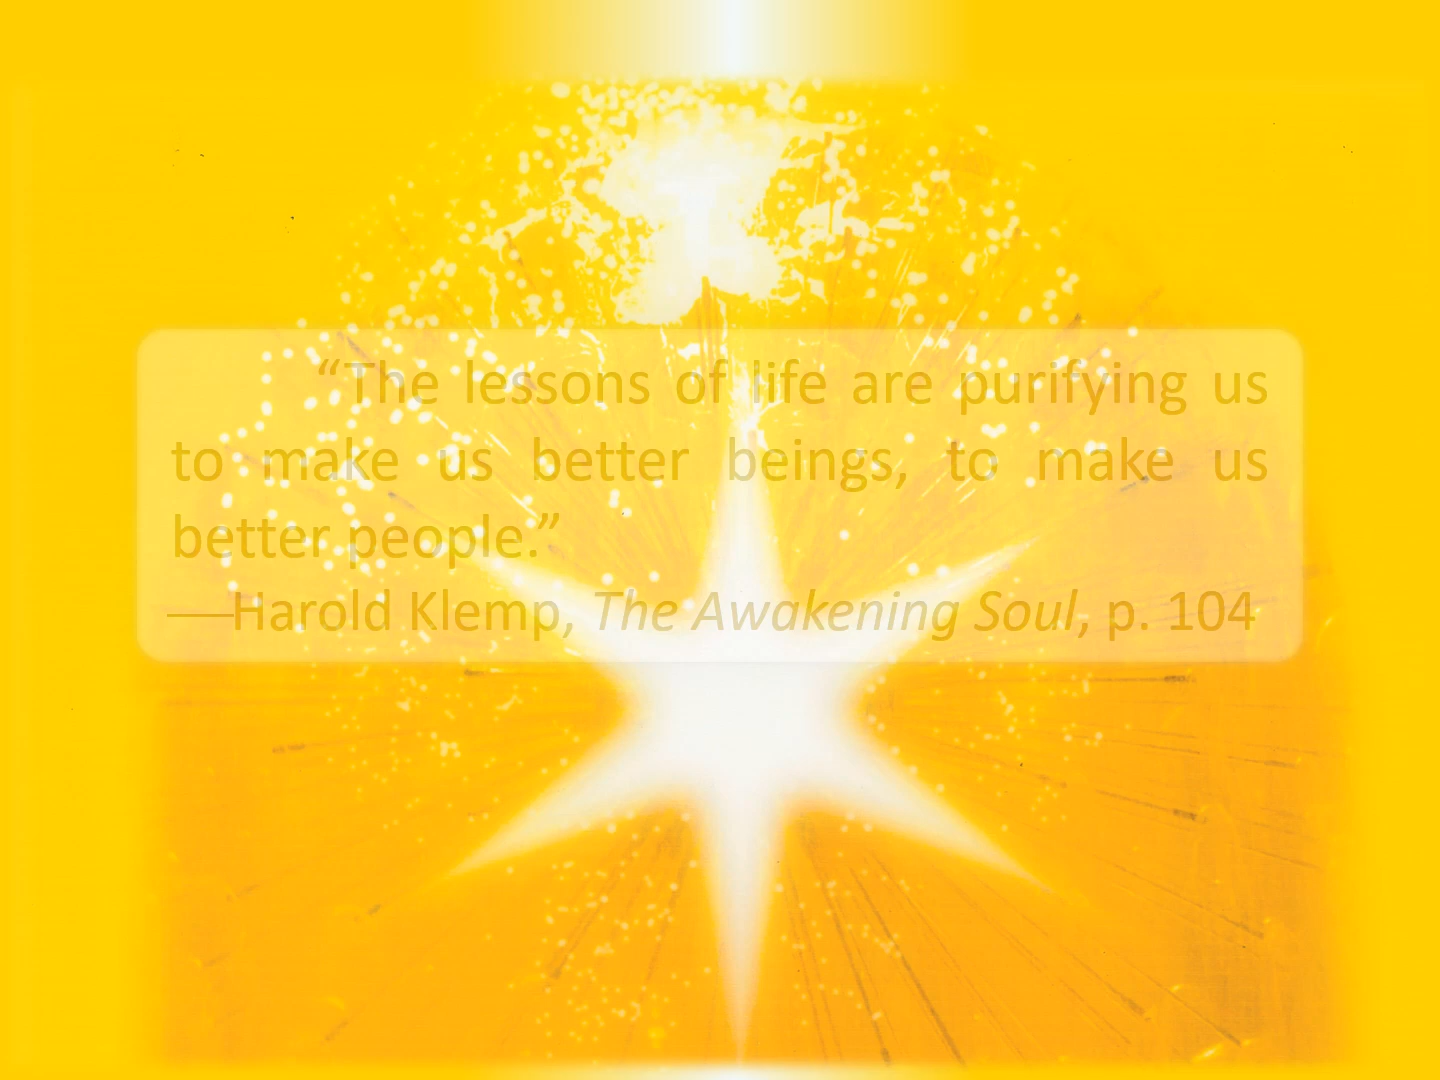 “The lessons of life are purifying us
to make us better beings, to make us
better people.”
—Harold Klemp, The Awakening Soul, p. 104